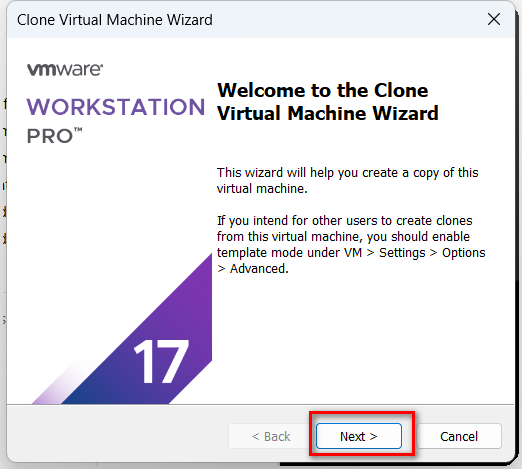 Clone Virtual Machine Wizard
vmware®
WORKSTATION
PRO™
Welcome to the Clone
Virtual Machine Wizard
This wizard will help you create a copy of this
virtual machine.
If you intend for other users to create clones
from this virtual machine, you should enable
template mode under VM > Settings > Options
> Advanced.
17
< Back
Next >
Cancel